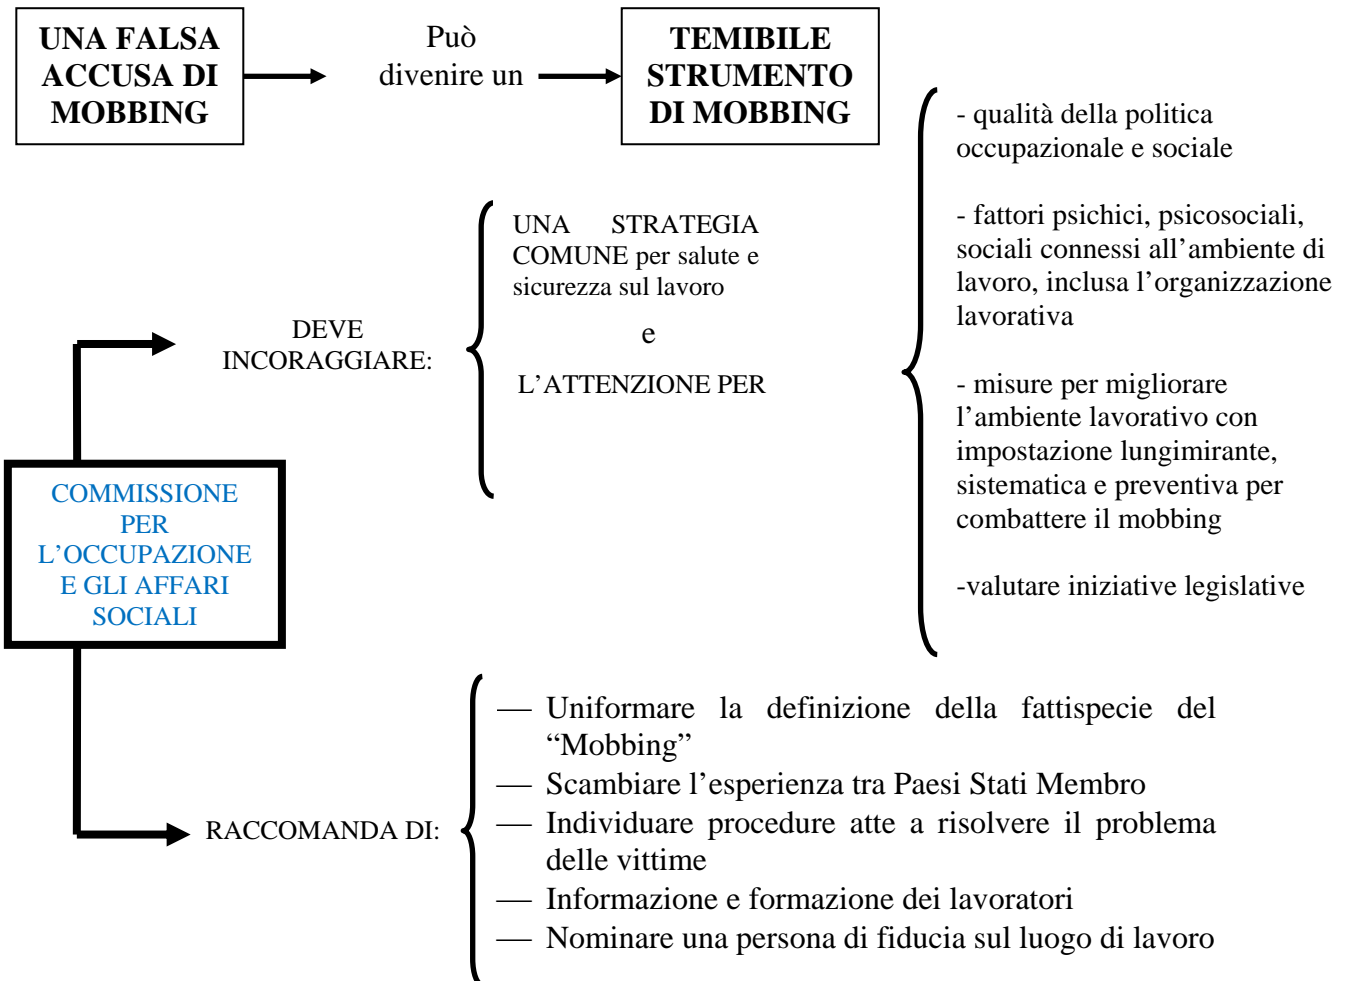 UNA FALSA
ACCUSA DI
MOBBING
Può
divenire un
TEMIBILE
STRUMENTO
DI MOBBING
COMMISSIONE
PER
L’OCCUPAZIONE
E GLI AFFARI
SOCIALI
DEVE
INCORAGGIARE:
UNA STRATEGIA
COMUNE per salute e
sicurezza sul lavoro
e
L’ATTENZIONE PER
- qualità della politica
occupazionale e sociale
- fattori psichici, psicosociali,
sociali connessi all’ambiente di
lavoro, inclusa l’organizzazione
lavorativa
- misure per migliorare
l’ambiente lavorativo con
impostazione lungimirante,
sistematica e preventiva per
combattere il mobbing
-valutare iniziative legislative
RACCOMANDA DI:
— Uniformare la definizione della fattispecie del
“Mobbing”
— Scambiare l’esperienza tra Paesi Stati Membro
— Individuare procedure atte a risolvere il problema
delle vittime
— Informazione e formazione dei lavoratori
— Nominare una persona di fiducia sul luogo di lavoro